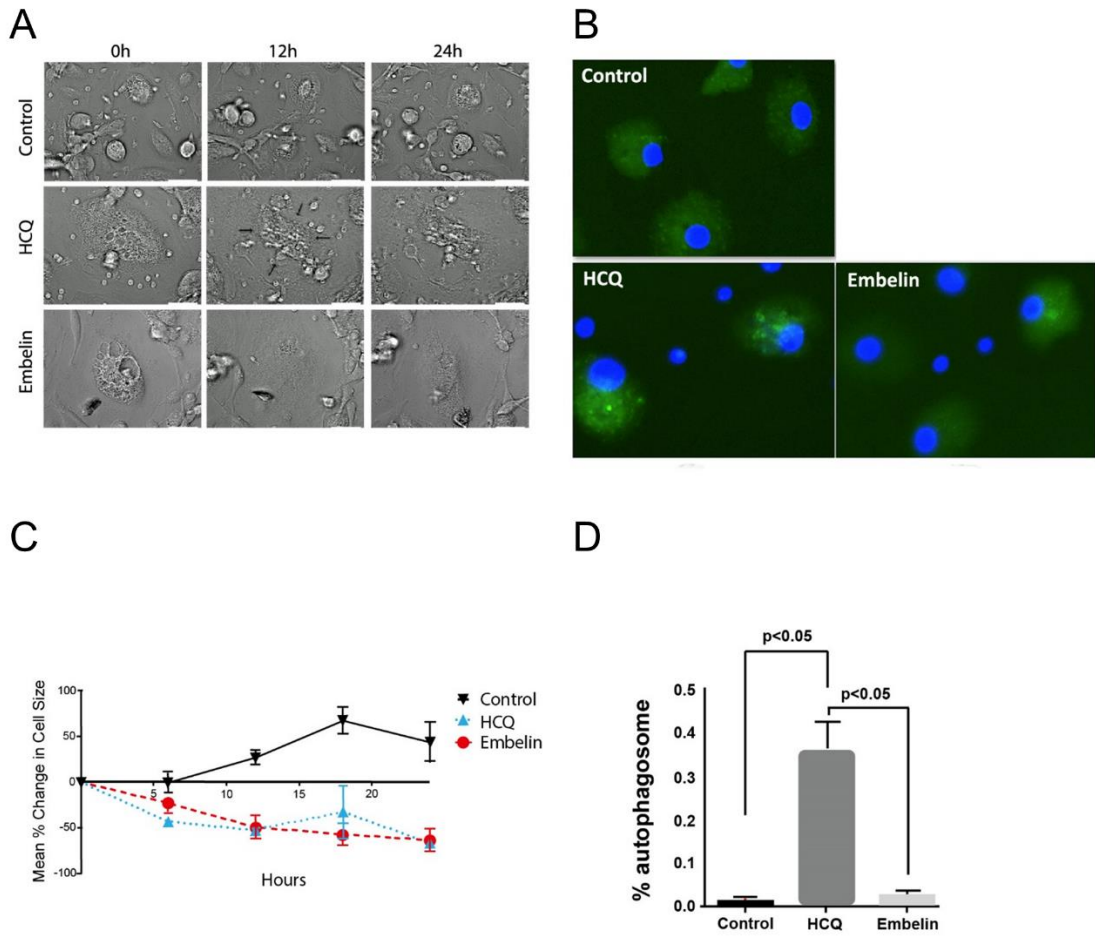 A
0h 12h 24h
Control
HCQ
Embelin
B
Control
HCQ
Embelin
C
Mean % Change in Cell Size
100
50
0
-50
-100
5 10 15 20
Hours
Control
HCQ
Embelin
D
p<0.05
p<0.05
% autophagosome
0.5
0.4
0.3
0.2
0.1
0.0
Control HCQ Embelin